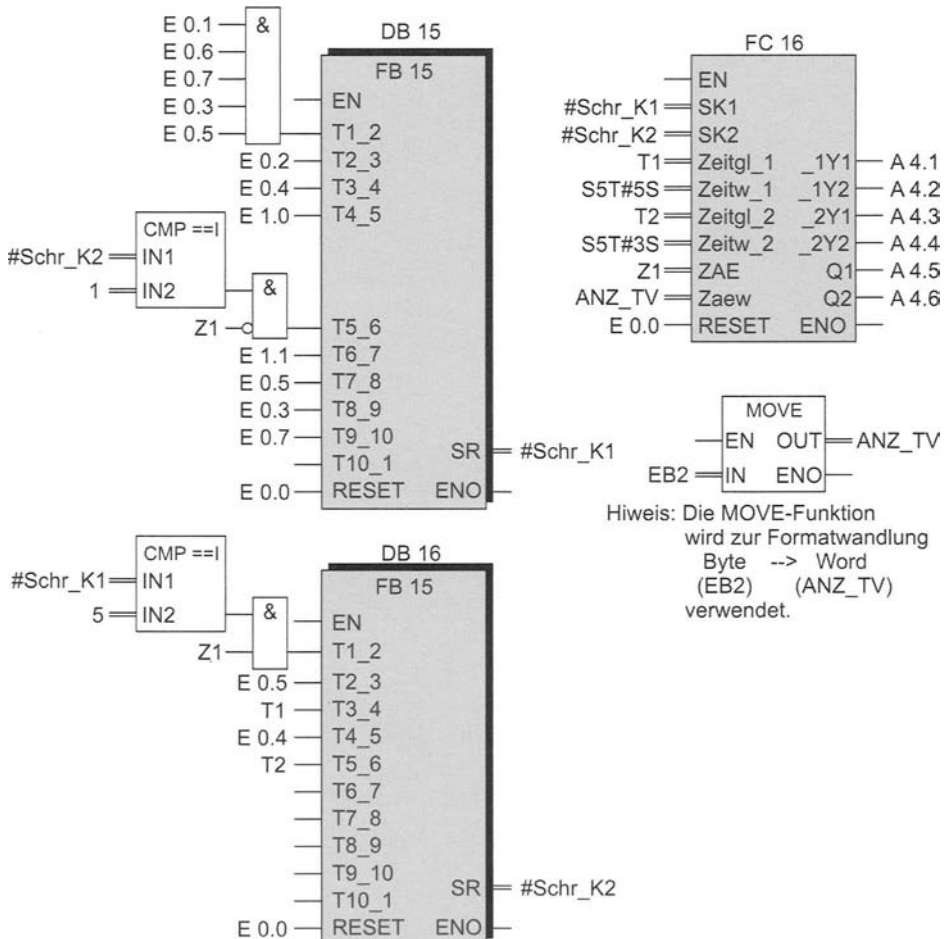 E 0.1
E 0.6
E 0.7
E 0.3
E 0.5
&
DB 15
FB 15
EN
T1_2
E 0.2 T2_3
E 0.4 T3_4
E 1.0 T4_5
CMP ==I
#Schr_K2 IN1
1 IN2
&
Z1 T5_6
E 1.1 T6_7
E 0.5 T7_8
E 0.3 T8_9
E 0.7 T9_10
SR #Schr_K1
T10_1
E 0.0 RESET ENO
FC 16
EN
#Schr_K1 SK1
#Schr_K2 SK2
T1 Zeitgl_1 _1Y1 A 4.1
S5T#5S Zeitw_1 _1Y2 A 4.2
T2 Zeitgl_2 _2Y1 A 4.3
S5T#3S Zeitw_2 _2Y2 A 4.4
Z1 ZAE Q1 A 4.5
ANZ_TV Zaew Q2 A 4.6
E 0.0 RESET ENO
MOVE
EN OUT ANZ_TV
EB2 IN ENO
Hiweis: Die MOVE-Funktion
wird zur Formatwandlung
Byte --> Word
(EB2) (ANZ_TV)
verwendet.
CMP ==I
#Schr_K1 IN1
5 IN2
&
DB 16
FB 15
EN
Z1 T1_2
E 0.5 T2_3
T1 T3_4
E 0.4 T4_5
T2 T5_6
T6_7
T7_8
T8_9
T9_10
SR #Schr_K2
T10_1
E 0.0 RESET ENO